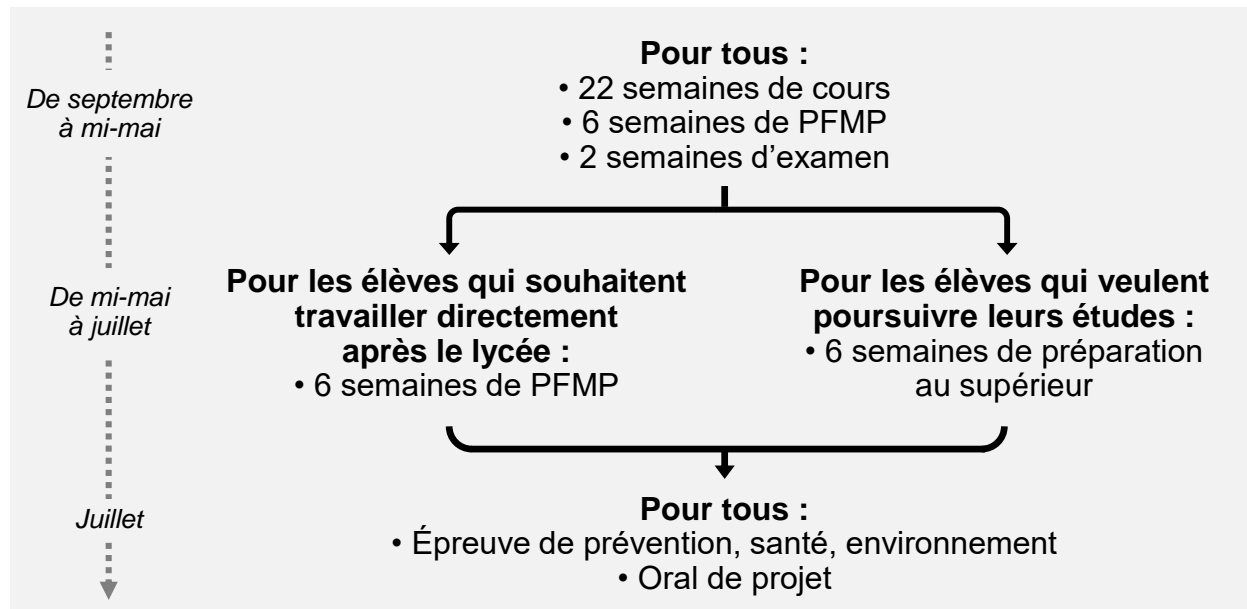 Pour tous :
• 22 semaines de cours
• 6 semaines de PFMP
• 2 semaines d’examen
De septembre
à mi-mai
Pour les élèves qui souhaitent
travailler directement
après le lycée :
• 6 semaines de PFMP
Pour les élèves qui veulent
poursuivre leurs études :
• 6 semaines de préparation
au supérieur
De mi-mai
à juillet
Pour tous :
• Épreuve de prévention, santé, environnement
• Oral de projet
Juillet